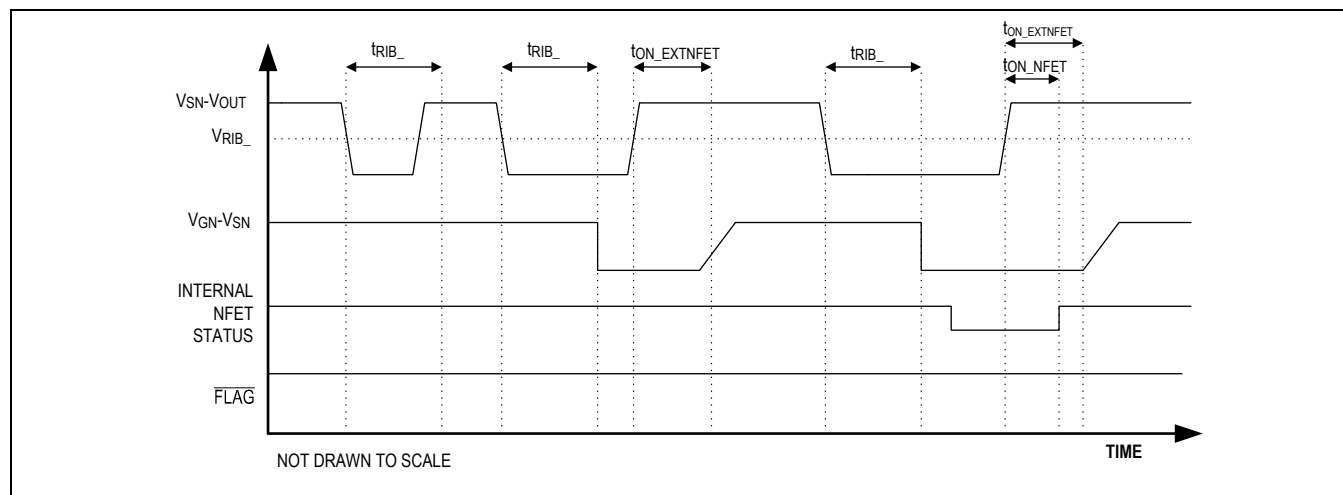 tON_EXTNFET
tRIB_
tRIB_
tON_EXTNFET
tRIB_
tON_NFET
VSN-VOUT
VRIB_
VGN-VSN
INTERNAL
NFET
STATUS
FLAG
TIME
NOT DRAWN TO SCALE